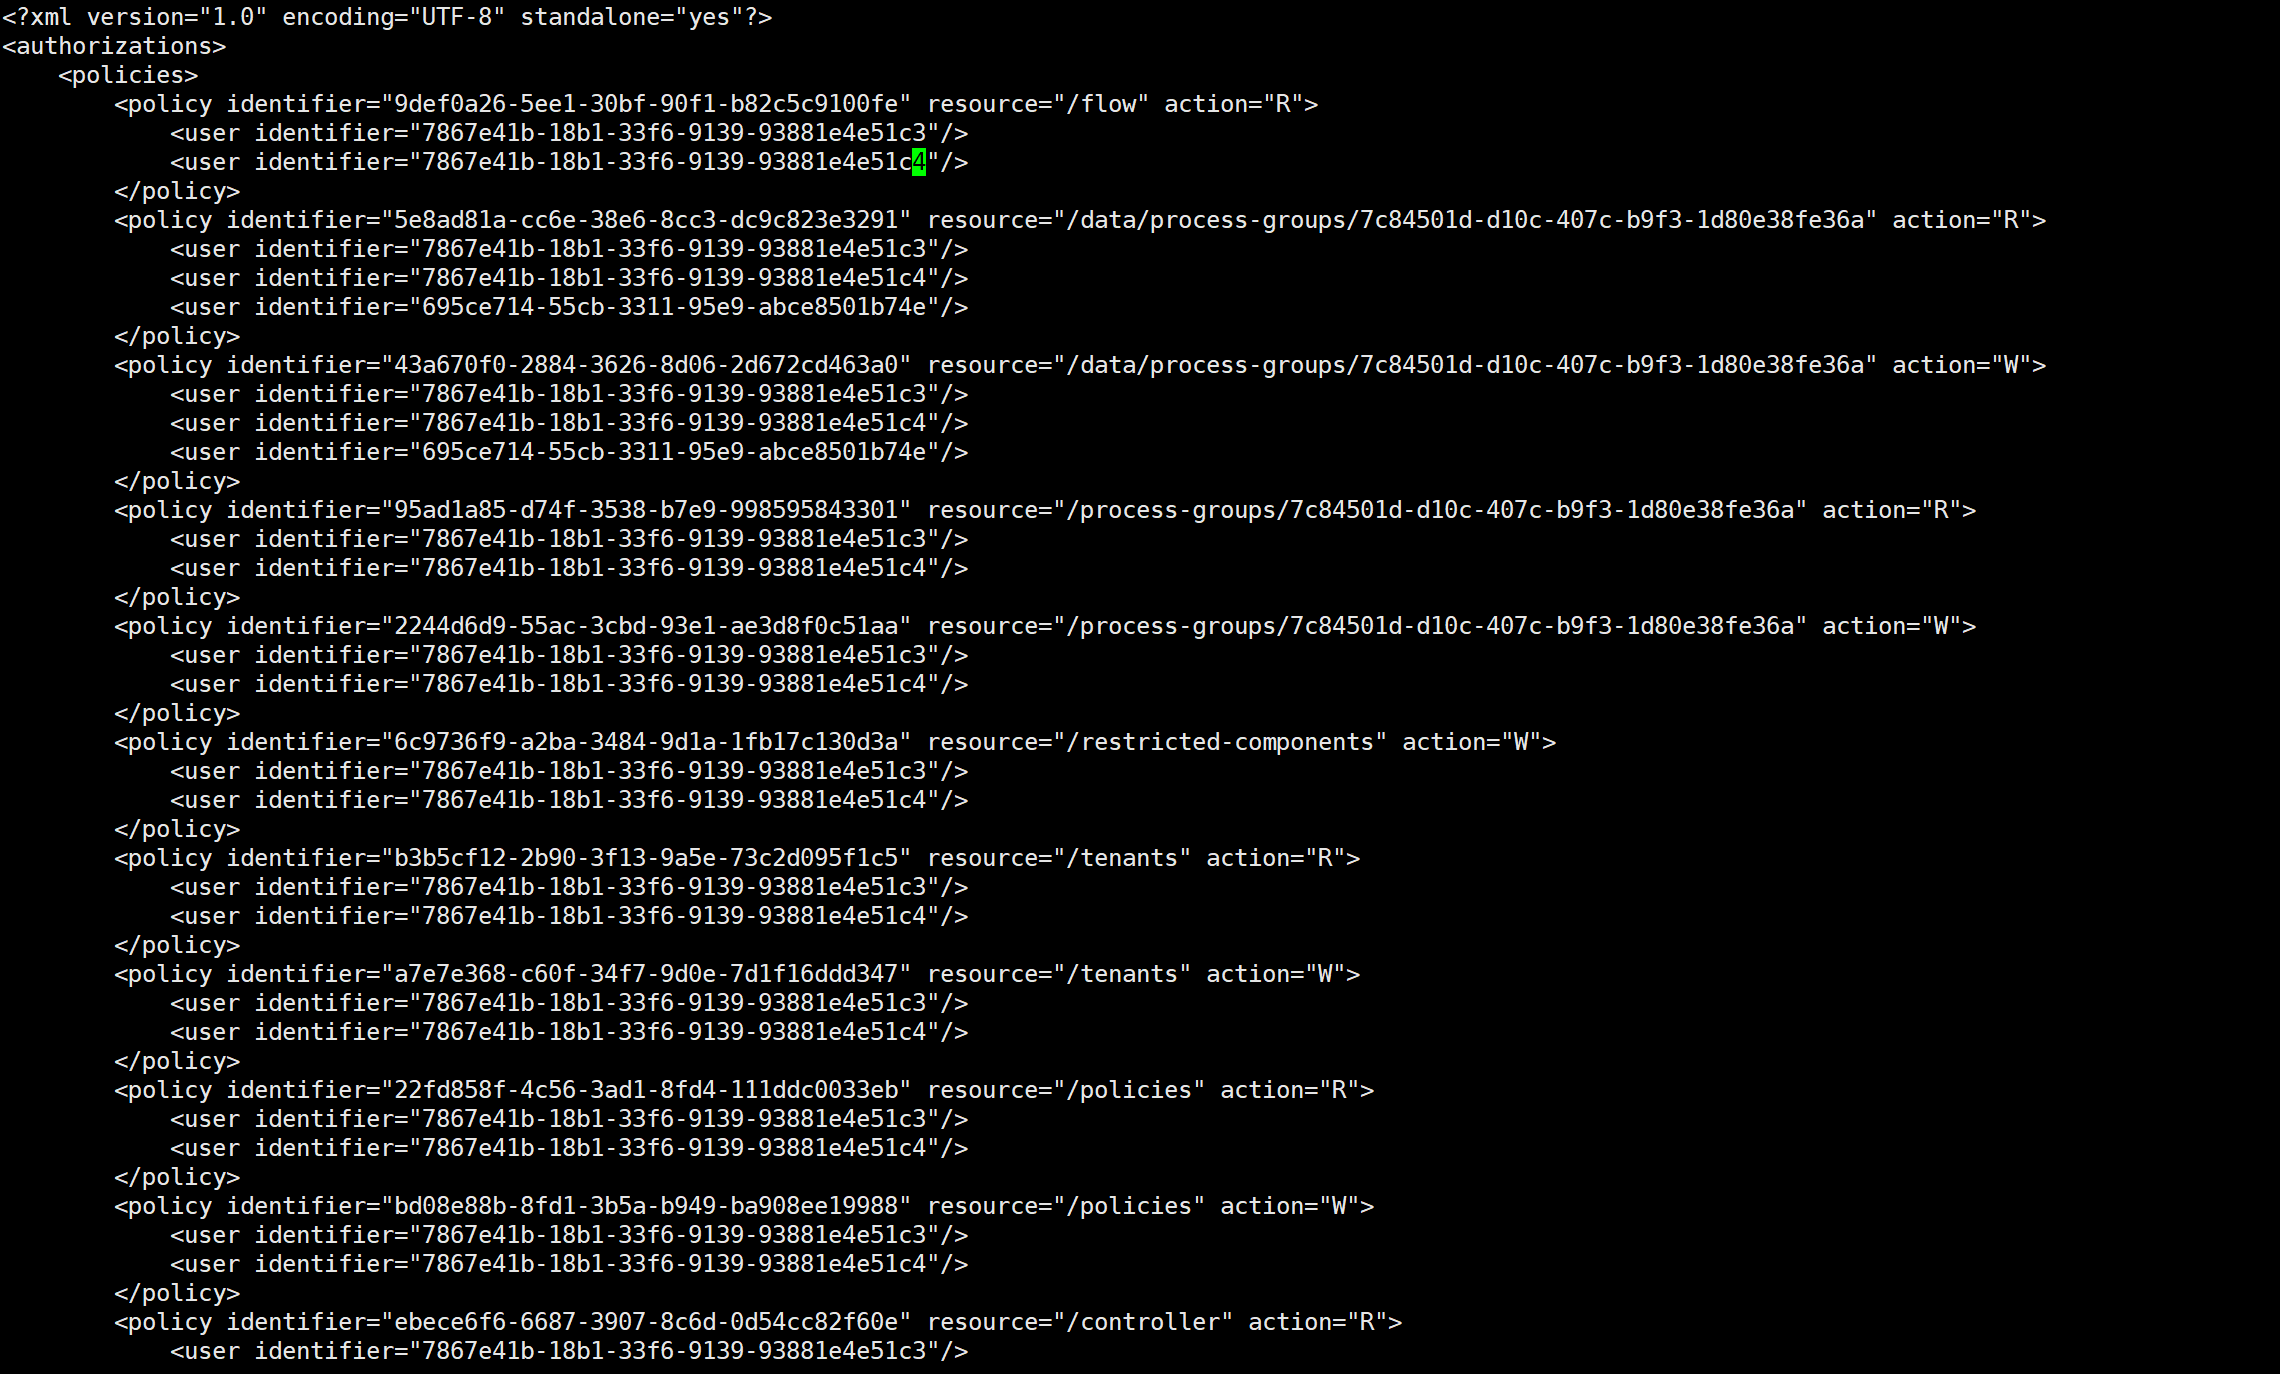 <?xml version="1.0" encoding="UTF-8" standalone="yes"?>
<authorizations>
    <policies>
        <policy identifier="9def0a26-5ee1-30bf-90f1-b82c5c9100fe" resource="/flow" action="R">
            <user identifier="7867e41b-18b1-33f6-9139-93881e4e51c3"/>
            <user identifier="7867e41b-18b1-33f6-9139-93881e4e51c4"/>
        </policy>
        <policy identifier="5e8ad81a-cc6e-38e6-8cc3-dc9c823e3291" resource="/data/process-groups/7c84501d-d10c-407c-b9f3-1d80e38fe36a" action="R">
            <user identifier="7867e41b-18b1-33f6-9139-93881e4e51c3"/>
            <user identifier="7867e41b-18b1-33f6-9139-93881e4e51c4"/>
            <user identifier="695ce714-55cb-3311-95e9-abce8501b74e"/>
        </policy>
        <policy identifier="43a670f0-2884-3626-8d06-2d672cd463a0" resource="/data/process-groups/7c84501d-d10c-407c-b9f3-1d80e38fe36a" action="W">
            <user identifier="7867e41b-18b1-33f6-9139-93881e4e51c3"/>
            <user identifier="7867e41b-18b1-33f6-9139-93881e4e51c4"/>
            <user identifier="695ce714-55cb-3311-95e9-abce8501b74e"/>
        </policy>
        <policy identifier="95ad1a85-d74f-3538-b7e9-998595843301" resource="/process-groups/7c84501d-d10c-407c-b9f3-1d80e38fe36a" action="R">
            <user identifier="7867e41b-18b1-33f6-9139-93881e4e51c3"/>
            <user identifier="7867e41b-18b1-33f6-9139-93881e4e51c4"/>
        </policy>
        <policy identifier="2244d6d9-55ac-3cbd-93e1-ae3d8f0c51aa" resource="/process-groups/7c84501d-d10c-407c-b9f3-1d80e38fe36a" action="W">
            <user identifier="7867e41b-18b1-33f6-9139-93881e4e51c3"/>
            <user identifier="7867e41b-18b1-33f6-9139-93881e4e51c4"/>
        </policy>
        <policy identifier="6c9736f9-a2ba-3484-9d1a-1fb17c130d3a" resource="/restricted-components" action="W">
            <user identifier="7867e41b-18b1-33f6-9139-93881e4e51c3"/>
            <user identifier="7867e41b-18b1-33f6-9139-93881e4e51c4"/>
        </policy>
        <policy identifier="b3b5cf12-2b90-3f13-9a5e-73c2d095f1c5" resource="/tenants" action="R">
            <user identifier="7867e41b-18b1-33f6-9139-93881e4e51c3"/>
            <user identifier="7867e41b-18b1-33f6-9139-93881e4e51c4"/>
        </policy>
        <policy identifier="a7e7e368-c60f-34f7-9d0e-7d1f16ddd347" resource="/tenants" action="W">
            <user identifier="7867e41b-18b1-33f6-9139-93881e4e51c3"/>
            <user identifier="7867e41b-18b1-33f6-9139-93881e4e51c4"/>
        </policy>
        <policy identifier="22fd858f-4c56-3ad1-8fd4-111ddc0033eb" resource="/policies" action="R">
            <user identifier="7867e41b-18b1-33f6-9139-93881e4e51c3"/>
            <user identifier="7867e41b-18b1-33f6-9139-93881e4e51c4"/>
        </policy>
        <policy identifier="bd08e88b-8fd1-3b5a-b949-ba908ee19988" resource="/policies" action="W">
            <user identifier="7867e41b-18b1-33f6-9139-93881e4e51c3"/>
            <user identifier="7867e41b-18b1-33f6-9139-93881e4e51c4"/>
        </policy>
        <policy identifier="ebece6f6-6687-3907-8c6d-0d54cc82f60e" resource="/controller" action="R">
            <user identifier="7867e41b-18b1-33f6-9139-93881e4e51c3"/>